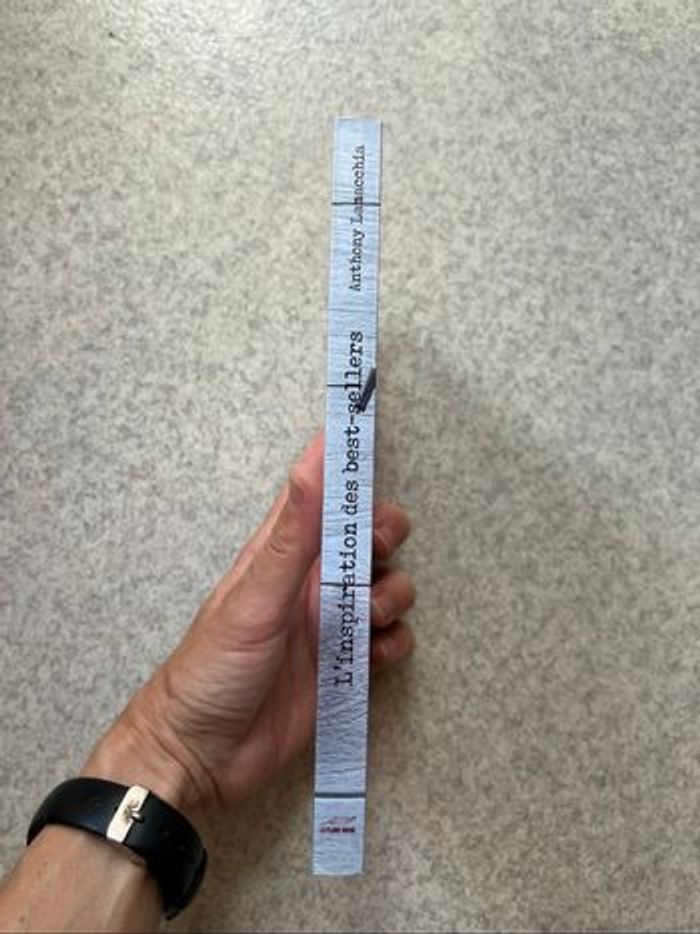 L'inspiration des best-sellers
Anthony Lamacchia